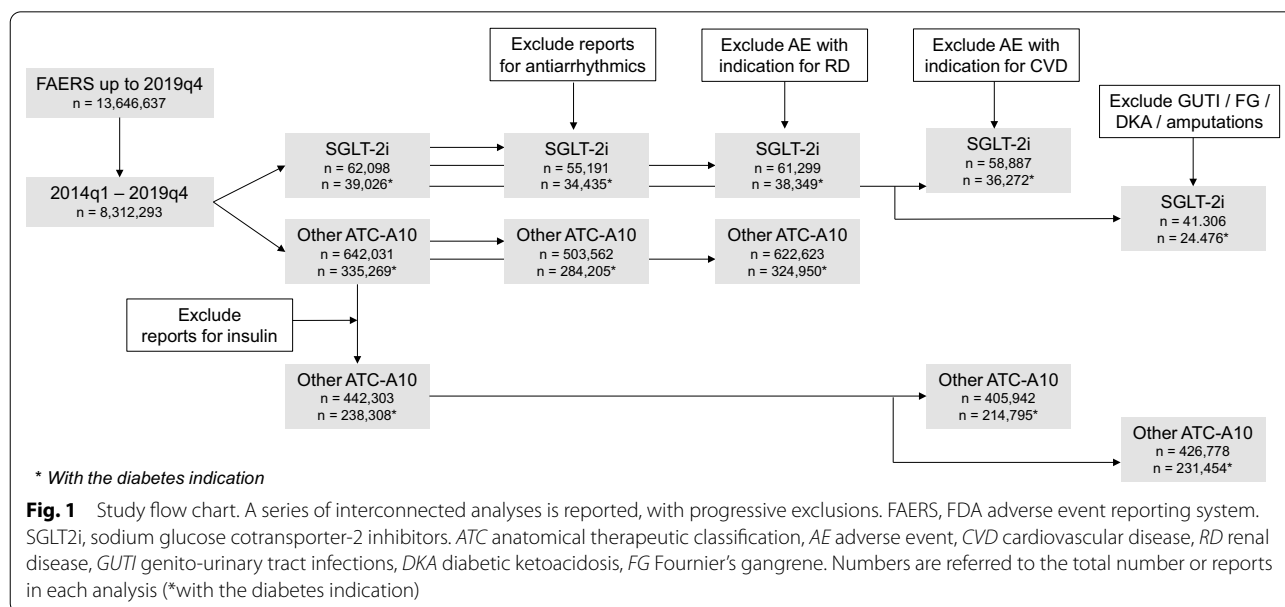 Exclude reports
for antiarrhythmics
Exclude AE with
indication for RD
Exclude AE with
indication for CVD
FAERS up to 2019q4
n = 13,646,637
Exclude GUTI / FG /
DKA / amputations
SGLT-2i
n = 62,098
n = 39,026*
SGLT-2i
n = 55,191
n = 34,435*
SGLT-2i
n = 61,299
n = 38,349*
SGLT-2i
n = 58,887
n = 36,272*
2014q1 – 2019q4
n = 8,312,293
SGLT-2i
n = 41.306
n = 24.476*
Other ATC-A10
n = 642,031
n = 335,269*
Other ATC-A10
n = 503,562
n = 284,205*
Other ATC-A10
n = 622,623
n = 324,950*
Exclude
reports for insulin
Other ATC-A10
n = 442,303
n = 238,308*
Other ATC-A10
n = 405,942
n = 214,795*
Other ATC-A10
n = 426,778
n = 231,454*
* With the diabetes indication
Fig. 1 Study flow chart. A series of interconnected analyses is reported, with progressive exclusions. FAERS, FDA adverse event reporting system.
SGLT2i, sodium glucose cotransporter-2 inhibitors. ATC anatomical therapeutic classification, AE adverse event, CVD cardiovascular disease, RD renal
disease, GUTI genito-urinary tract infections, DKA diabetic ketoacidosis, FG Fournier's gangrene. Numbers are referred to the total number or reports
in each analysis (*with the diabetes indication)